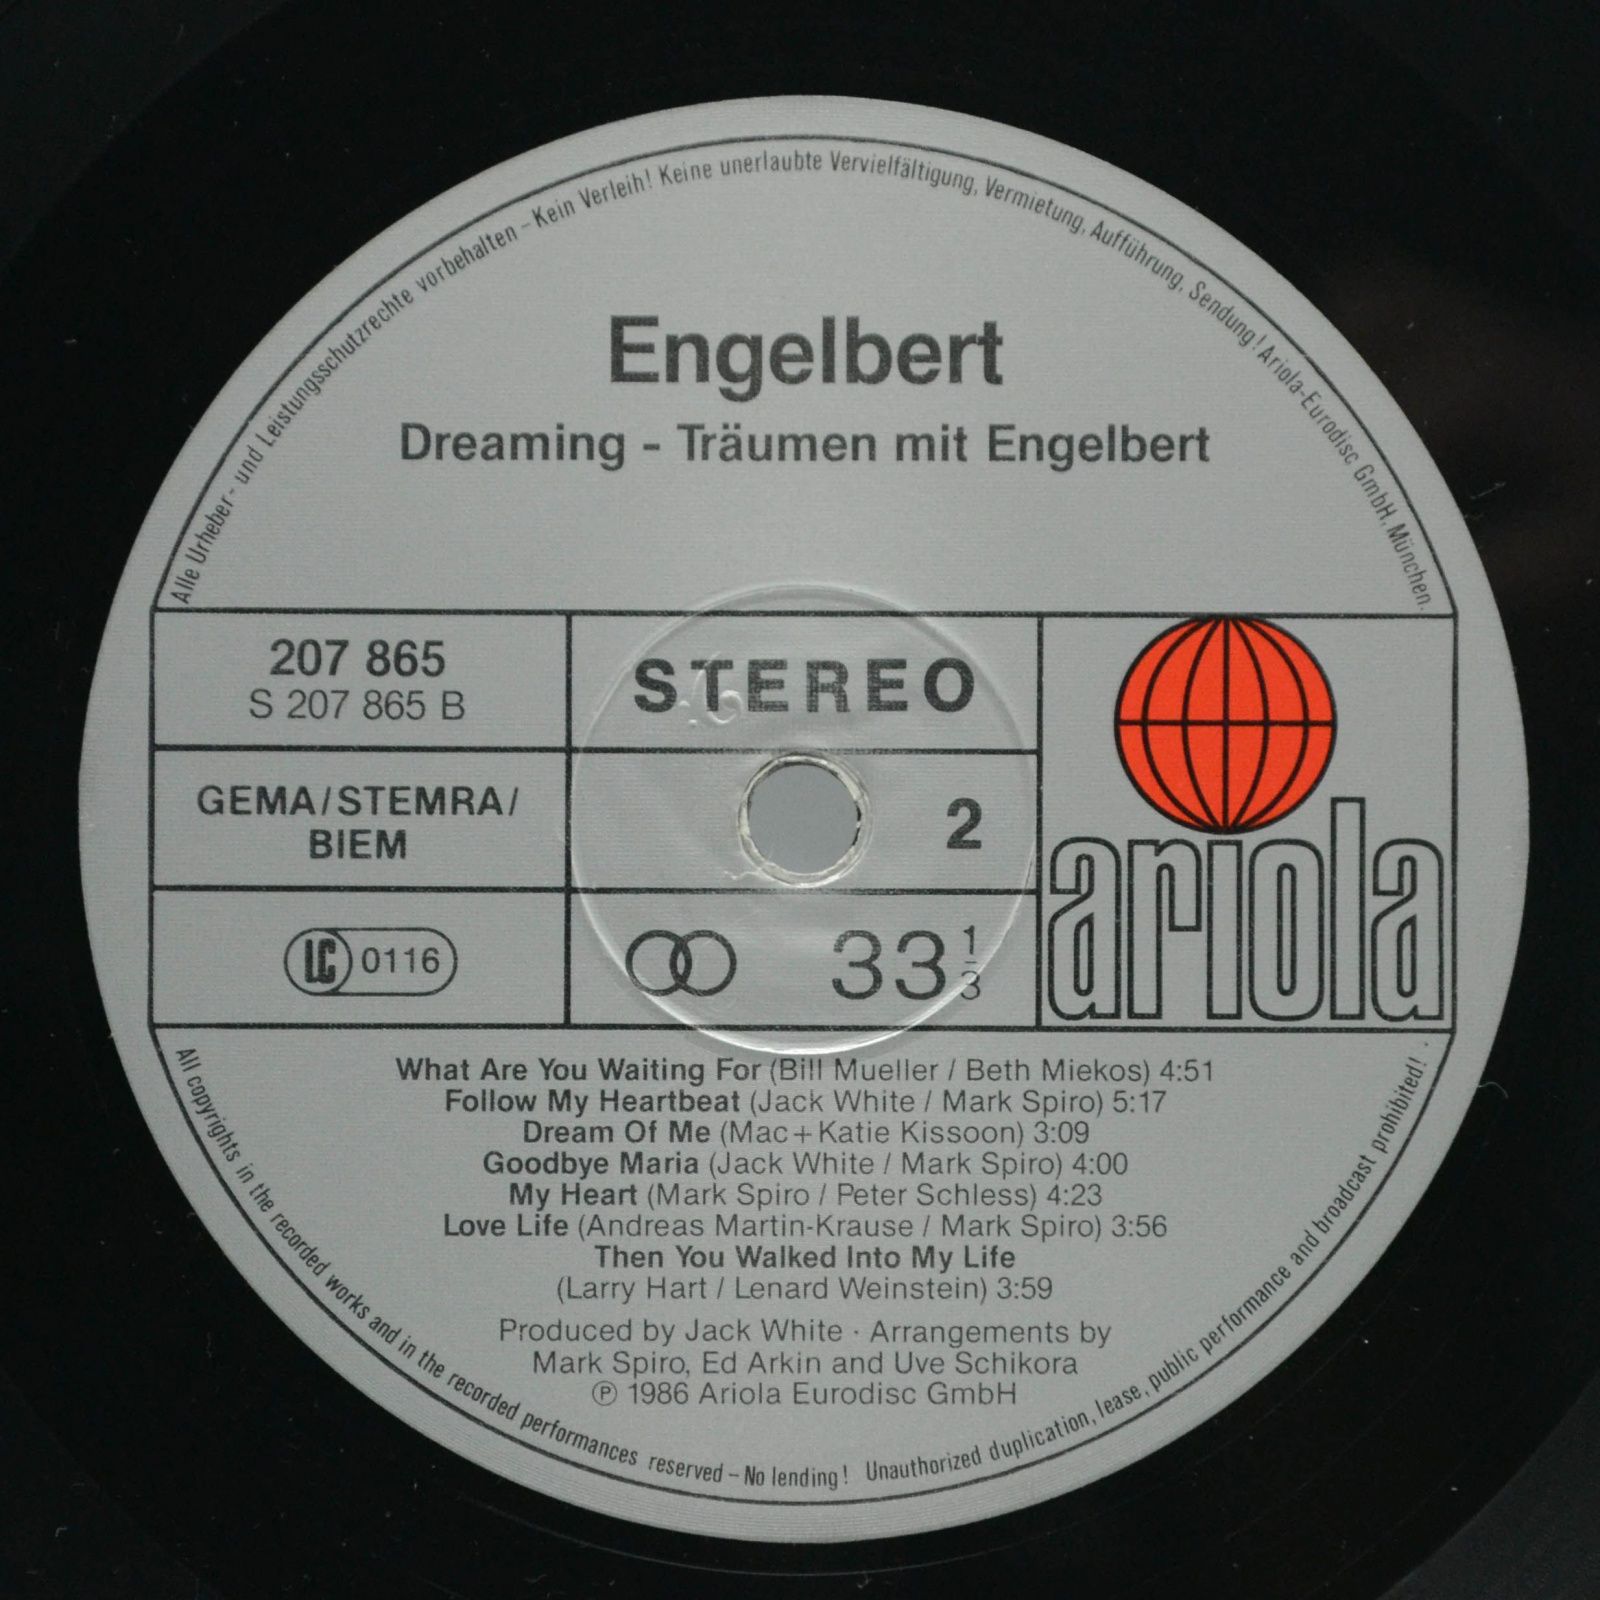 Alle Urheber- und Leistungsschutzrechte vorbehalten – Kein Verleih! Keine unerlaubte Vervielfältigung, Vermietung, Aufführung, Sendung! Ariola-Eurodisc GmbH, München.
Engelbert
Dreaming - Träumen mit Engelbert
207 865
S 207 865 B
STEREO
GEMA/STEMRA/
BIEM
2
LC 0116
33 1/3
ariola
What Are You Waiting For (Bill Mueller / Beth Miekos) 4:51
Follow My Heartbeat (Jack White / Mark Spiro) 5:17
Dream Of Me (Mac+Katie Kissoon) 3:09
Goodbye Maria (Jack White / Mark Spiro) 4:00
My Heart (Mark Spiro / Peter Schless) 4:23
Love Life (Andreas Martin-Krause / Mark Spiro) 3:56
Then You Walked Into My Life
(Larry Hart / Lenard Weinstein) 3:59
Produced by Jack White · Arrangements by
Mark Spiro, Ed Arkin and Uve Schikora
℗ 1986 Ariola Eurodisc GmbH
All copyrights in the recorded works and in the recorded performances reserved – No lending! Unauthorized duplication, lease, public performance and broadcast prohibited! ·